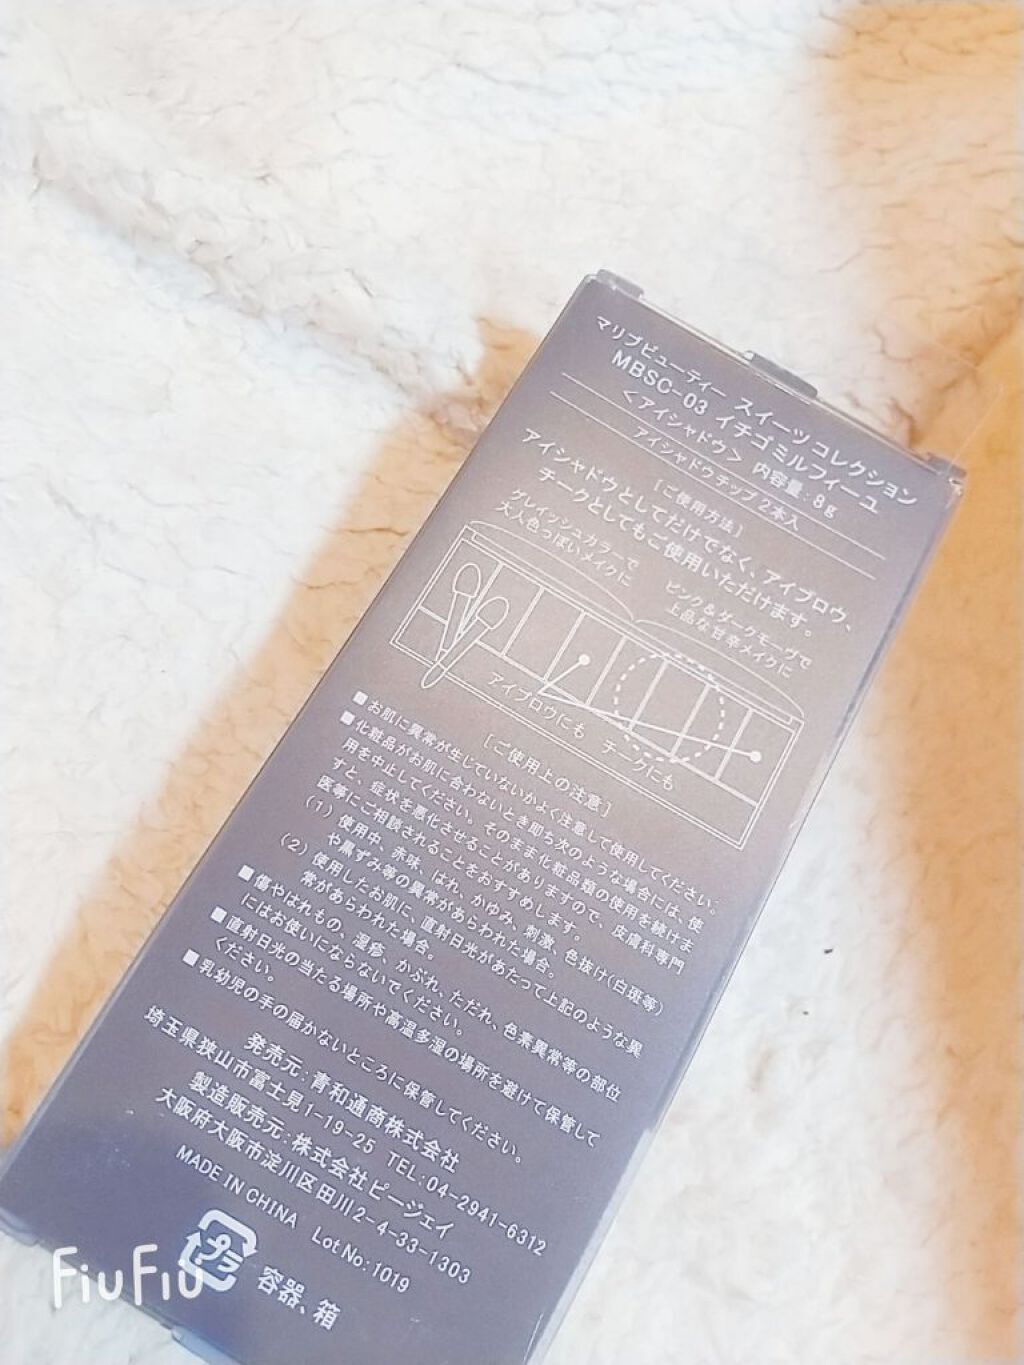 マリブビューティー スイーツコレクション
MBSC-03 イチゴミルフィーユ
<アイシャドウ> 内容量:8g
アイシャドウチップ 2本入
[ご使用方法]
アイシャドウとしてだけでなく、アイブロウ、
チークとしてもご使用いただけます。
グレイッシュカラーで
大人色っぽいメイクに
ピンク&ダークモーヴで
上品な甘辛メイクに
アイブロウにも
チークにも
[ご使用上の注意]
■お肌に異常が生じていないかよく注意して使用してください。
■化粧品がお肌に合わないとき即ち次のような場合には、使
用を中止してください。そのまま化粧品類の使用を続けま
すと、症状を悪化させることがありますので、皮膚科専門
医等にご相談されることをおすすめします。
(1)使用中、赤味、はれ、かゆみ、刺激、色抜け(白斑等)
や黒ずみ等の異常があらわれた場合。
(2)使用したお肌に、直射日光があたって上記のような異
常があらわれた場合。
■傷やはれもの、湿疹、かぶれ、ただれ、色素異常等の部位
にはお使いにならないでください。
■直射日光の当たる場所や高温多湿の場所を避けて保管して
ください。
■乳幼児の手の届かないところに保管してください。
発売元:青和通商株式会社
埼玉県狭山市富士見1-19-25 TEL:04-2941-6312
製造販売元:株式会社ピージェイ
大阪府大阪市淀川区田川2-4-33-1303
MADE IN CHINA Lot No:1019
プラ
容器、箱
FiuFiu